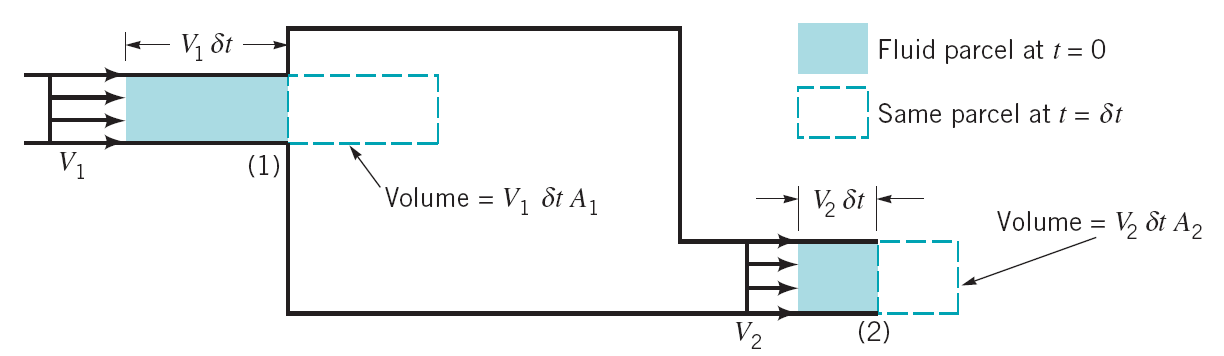 V₁ δt
Fluid parcel at t = 0
Same parcel at t = δt
V₁
(1)
Volume = V₁ δt A₁
V₂ δt
Volume = V₂ δt A₂
V₂
(2)